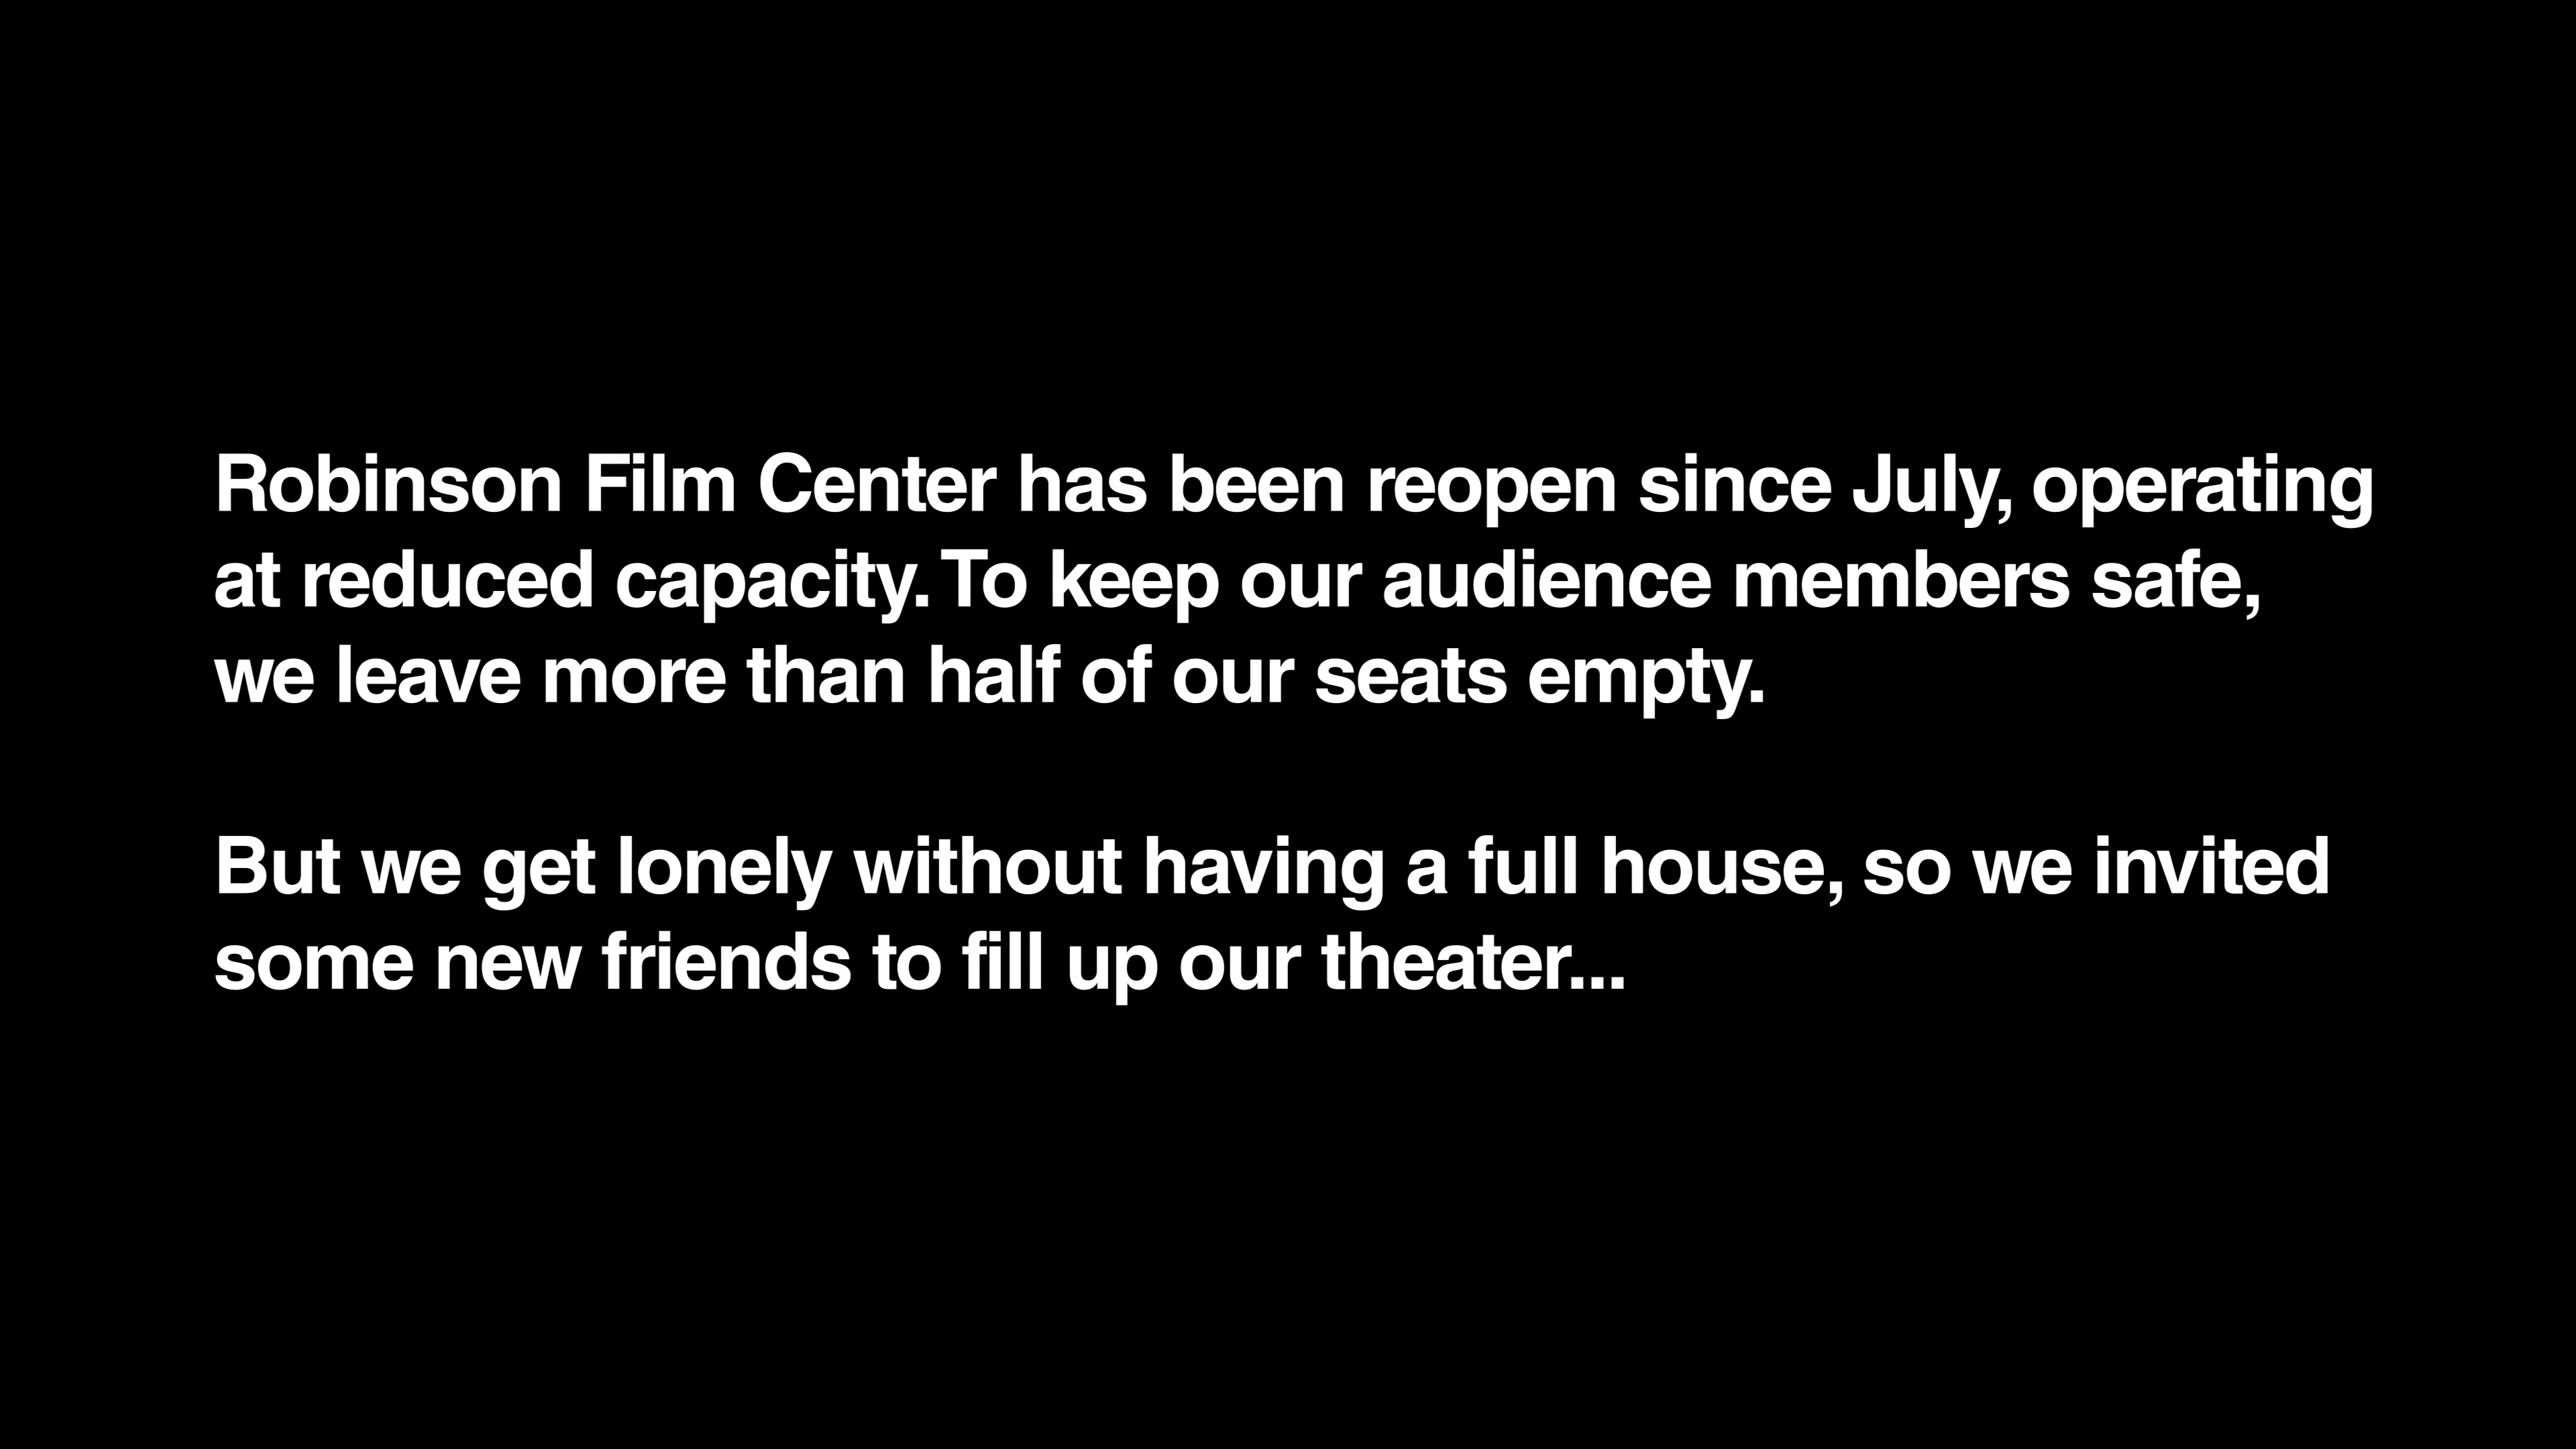 Robinson Film Center has been reopen since July, operating
at reduced capacity. To keep our audience members safe,
we leave more than half of our seats empty.
But we get lonely without having a full house, so we invited
some new friends to fill up our theater...